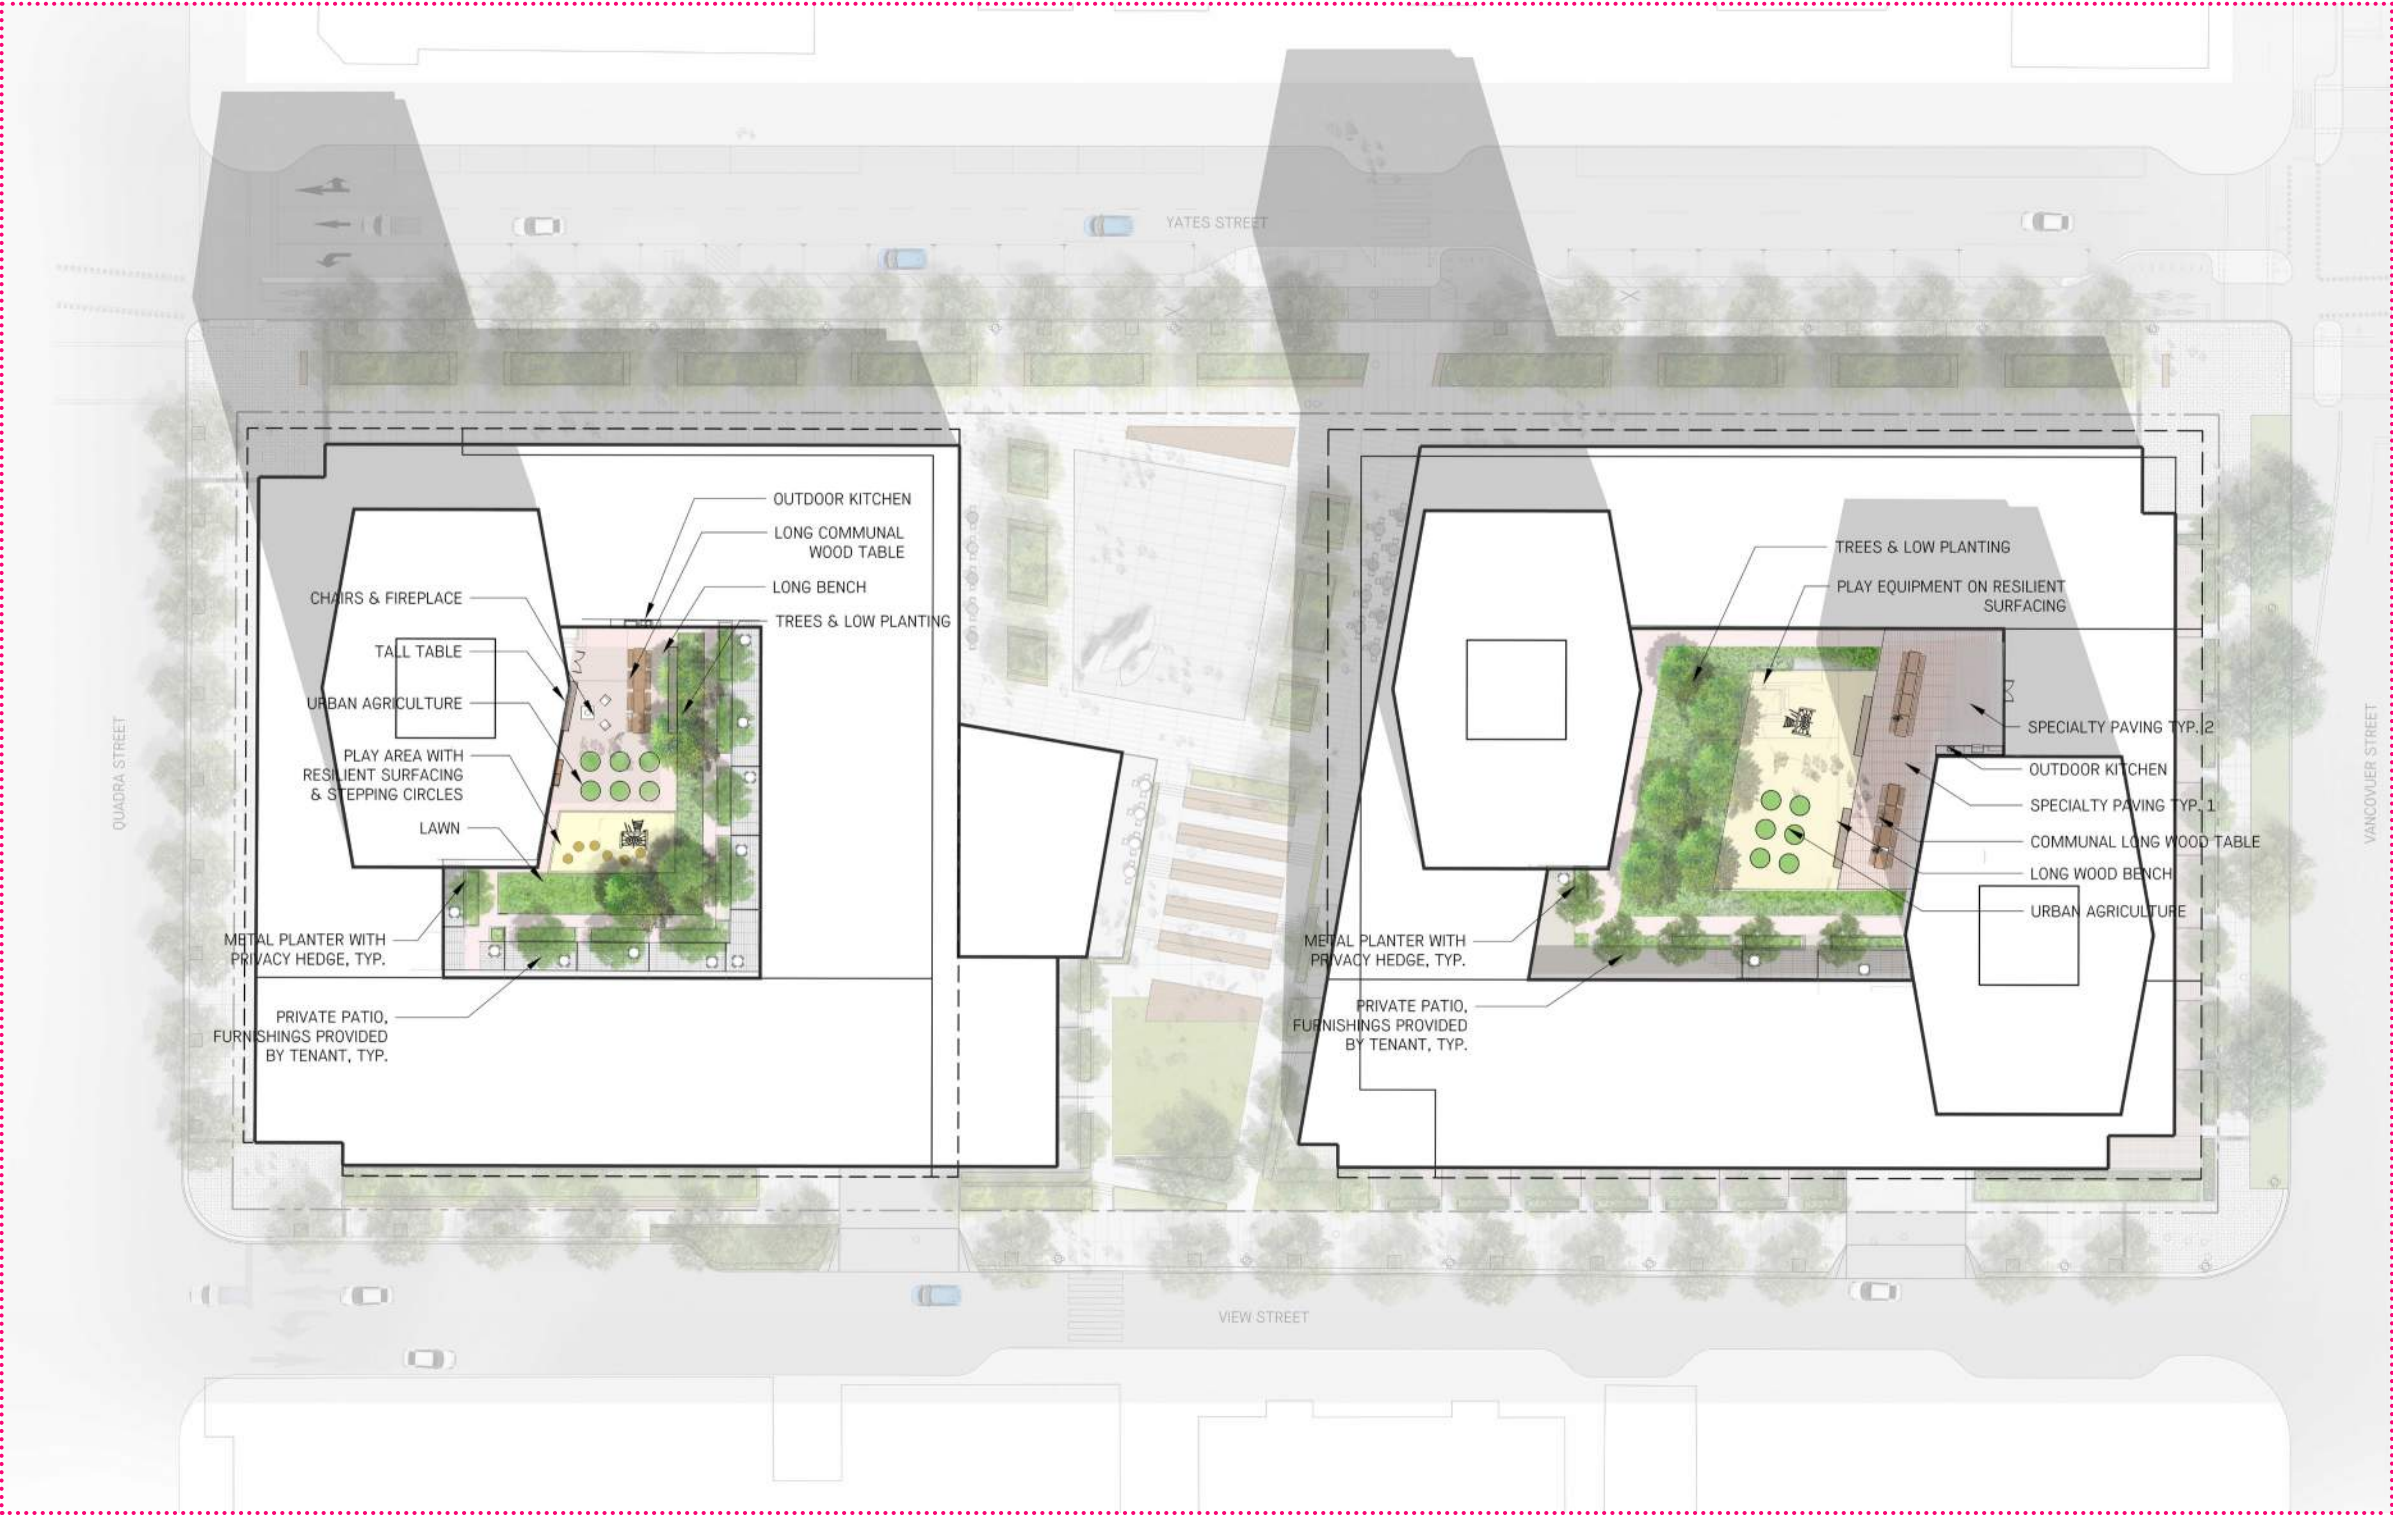 YATES STREET
OUTDOOR KITCHEN
LONG COMMUNAL
WOOD TABLE
LONG BENCH
TREES & LOW PLANTING
CHAIRS & FIREPLACE
TALL TABLE
URBAN AGRICULTURE
PLAY AREA WITH
RESILIENT SURFACING
& STEPPING CIRCLES
LAWN
METAL PLANTER WITH
PRIVACY HEDGE, TYP.
PRIVATE PATIO,
FURNISHINGS PROVIDED
BY TENANT, TYP.
QUADRA STREET
TREES & LOW PLANTING
PLAY EQUIPMENT ON RESILIENT
SURFACING
SPECIALTY PAVING TYP. 2
OUTDOOR KITCHEN
SPECIALTY PAVING TYP. 1
COMMUNAL LONG WOOD TABLE
LONG WOOD BENCH
URBAN AGRICULTURE
METAL PLANTER WITH
PRIVACY HEDGE, TYP.
PRIVATE PATIO,
FURNISHINGS PROVIDED
BY TENANT, TYP.
VANCOVUER STREET
VIEW STREET